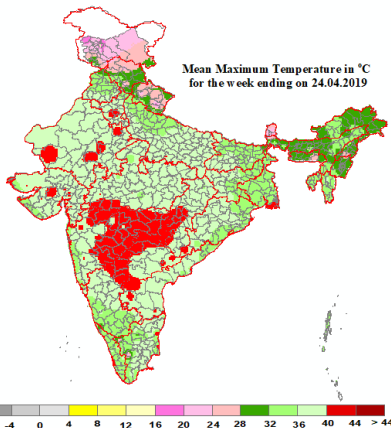 Mean Maximum Temperature in °C
for the week ending on 24.04.2019
-4 0 4 8 12 16 20 24 28 32 36 40 44 > 44